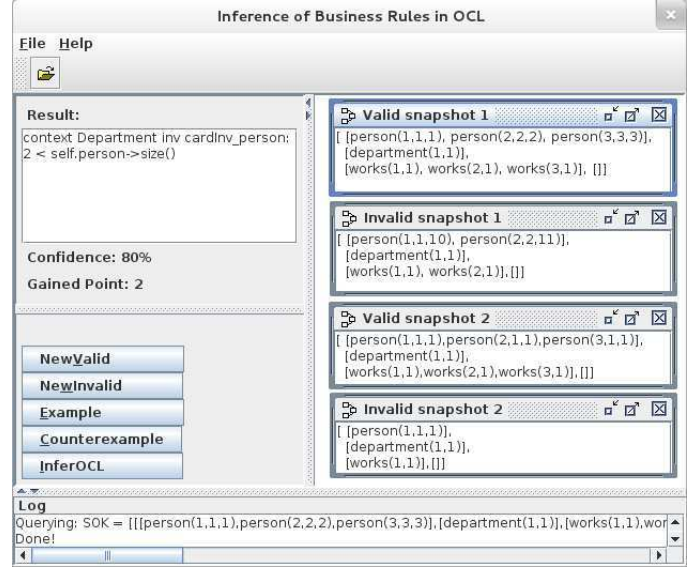 Inference of Business Rules in OCL
File Help
Result:
context Department inv cardInv_person:
2 < self.person->size()
Confidence: 80%
Gained Point: 2
NewValid
NewInvalid
Example
Counterexample
InferOCL
Valid snapshot 1
[ [person(1,1,1), person(2,2,2), person(3,3,3)],
[department(1,1)],
[works(1,1), works(2,1), works(3,1)], []]
Invalid snapshot 1
[ [person(1,1,10), person(2,2,11)],
[department(1,1)],
[works(1,1), works(2,1)],[]]
Valid snapshot 2
[ [person(1,1,1),person(2,1,1),person(3,1,1)],
[department(1,1)],
[works(1,1),works(2,1),works(3,1)],[]]
Invalid snapshot 2
[ [person(1,1,1)],
[department(1,1)],
[works(1,1)],[]]
Log
Querying: SOK = [[[person(1,1,1),person(2,2,2),person(3,3,3)],[department(1,1)],[works(1,1),wor
Done!